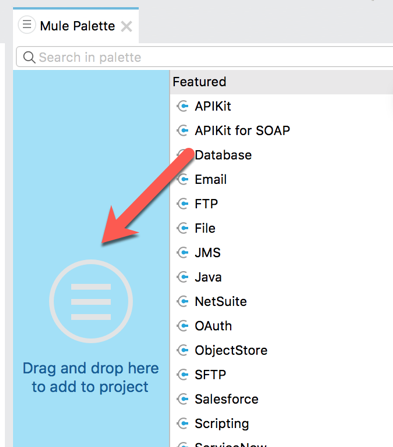 Mule Palette
Search in palette
Featured
APIKit
APIKit for SOAP
Database
Email
FTP
File
JMS
Java
NetSuite
OAuth
ObjectStore
SFTP
Salesforce
Scripting
ServiceNow
Drag and drop here
to add to project